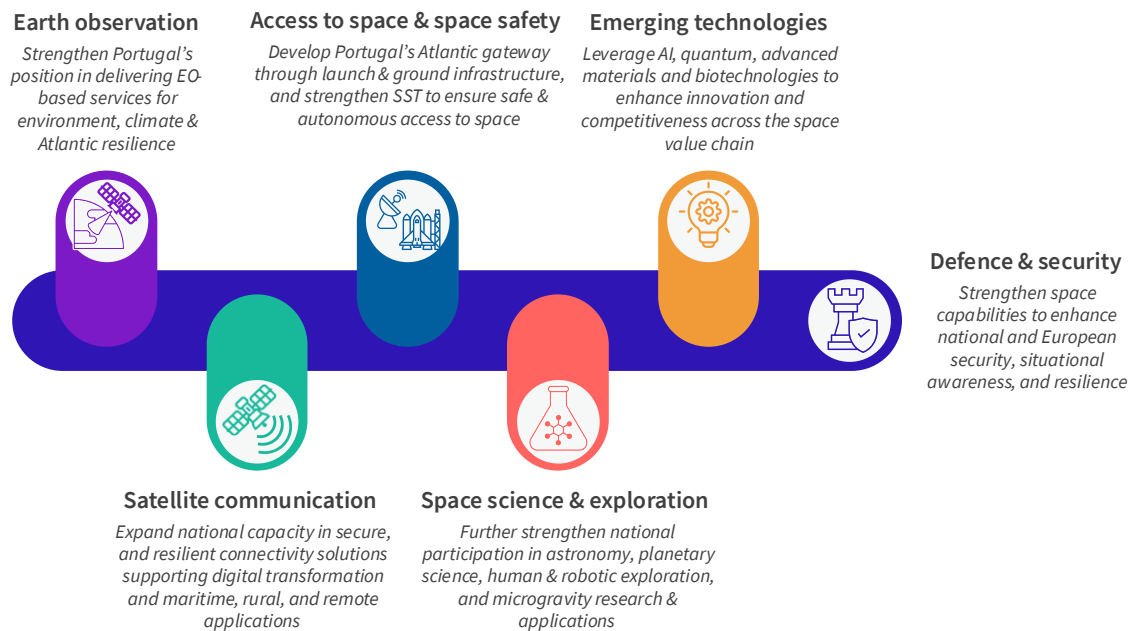 Earth observation
Strengthen Portugal's
position in delivering EO-
based services for
environment, climate &
Atlantic resilience
Access to space & space safety
Develop Portugal's Atlantic gateway
through launch & ground infrastructure,
and strengthen SST to ensure safe &
autonomous access to space
Emerging technologies
Leverage AI, quantum, advanced
materials and biotechnologies to
enhance innovation and
competitiveness across the space
value chain
Defence & security
Strengthen space
capabilities to enhance
national and European
security, situational
awareness, and resilience
Satellite communication
Expand national capacity in secure,
and resilient connectivity solutions
supporting digital transformation
and maritime, rural, and remote
applications
Space science & exploration
Further strengthen national
participation in astronomy, planetary
science, human & robotic exploration,
and microgravity research &
applications